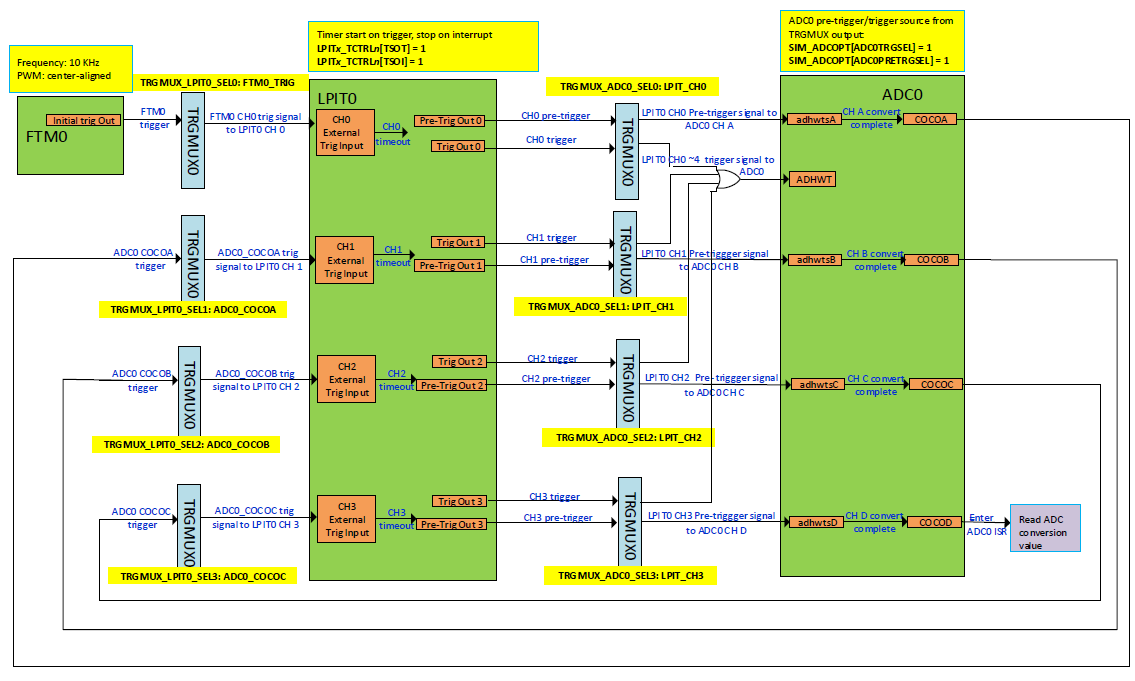 Frequency: 10 KHz
PWM: center-aligned
Timer start on trigger, stop on interrupt
LPITx_TCTRLn[TSOT] = 1
LPITx_TCTRLn[TSOI] = 1
ADC0 pre-trigger/trigger source from
TRGMUX output:
SIM_ADCOPT[ADC0TRGSEL] = 1
SIM_ADCOPT[ADC0PRETRGSEL] = 1
TRGMUX_LPIT0_SEL0: FTM0_TRIG
TRGMUX_ADC0_SEL0: LPIT_CH0
Initial trig Out
FTM0
FTM0
trigger
TRGMUX0
FTM0 CH0 trig signal
to LPIT0 CH 0
LPIT0
CH0
External
Trig Input
CH0
timeout
Pre-Trig Out 0
Trig Out 0
CH0 pre-trigger
CH0 trigger
TRGMUX0
LPIT0 CH0 Pre-trigger signal to
ADC0 CH A
LPIT0 CH0 ~4 trigger signal to
ADC0
ADC0
adhwtsA
CH A convert
complete
COCOA
ADHWT
ADC0 COCOA
trigger
TRGMUX0
ADC0_COCOA trig
signal to LPIT0 CH 1
CH1
External
Trig Input
CH1
timeout
Trig Out 1
Pre-Trig Out 1
CH1 trigger
CH1 pre-trigger
TRGMUX0
LPIT0 CH1 Pre-trigger signal
to ADC0 CH B
adhwtsB
CH B convert
complete
COCOB
TRGMUX_LPIT0_SEL1: ADC0_COCOA
TRGMUX_ADC0_SEL1: LPIT_CH1
ADC0 COCOB
trigger
TRGMUX0
ADC0_COCOB trig
signal to LPIT0 CH 2
CH2
External
Trig Input
CH2
timeout
Trig Out 2
Pre-Trig Out 2
CH2 trigger
CH2 pre-trigger
TRGMUX0
LPIT0 CH2 Pre-triggger signal
to ADC0 CH C
adhwtsC
CH C convert
complete
COCOC
TRGMUX_LPIT0_SEL2: ADC0_COCOB
TRGMUX_ADC0_SEL2: LPIT_CH2
ADC0 COCOC
trigger
TRGMUX0
ADC0_COCOC trig
signal to LPIT0 CH 3
CH3
External
Trig Input
CH3
timeout
Trig Out 3
Pre-Trig Out 3
CH3 trigger
CH3 pre-trigger
TRGMUX0
LPIT0 CH3 Pre-triggger signal
to ADC0 CH D
adhwtsD
CH D convert
complete
COCOD
Enter
ADC0 ISR
Read ADC
conversion
value
TRGMUX_LPIT0_SEL3: ADC0_COCOC
TRGMUX_ADC0_SEL3: LPIT_CH3